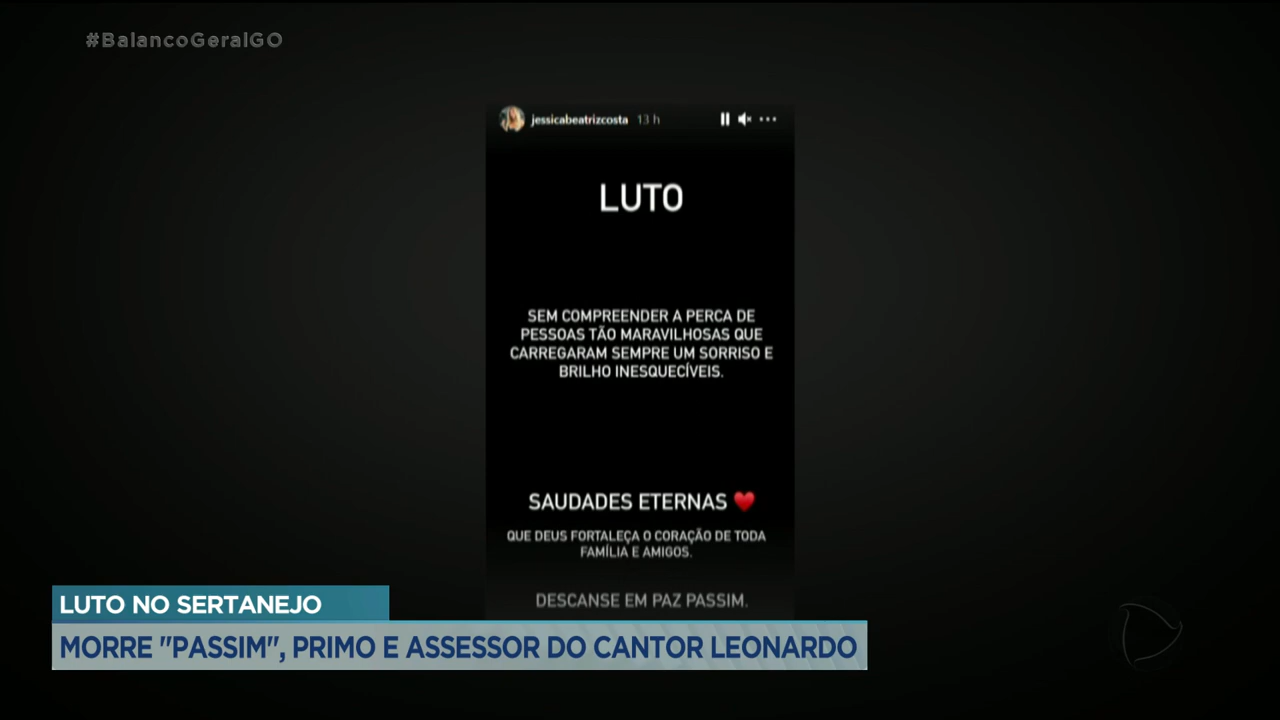 #BalancoGeralGO
jessicabeatrizcosta 13 h
LUTO
SEM COMPREENDER A PERCA DE
PESSOAS TÃO MARAVILHOSAS QUE
CARREGARAM SEMPRE UM SORRISO E
BRILHO INESQUECÍVEIS.
SAUDADES ETERNAS ❤️
QUE DEUS FORTALEÇA O CORAÇÃO DE TODA
FAMÍLIA E AMIGOS.
DESCANSE EM PAZ PASSIM.
LUTO NO SERTANEJO
MORRE "PASSIM", PRIMO E ASSESSOR DO CANTOR LEONARDO